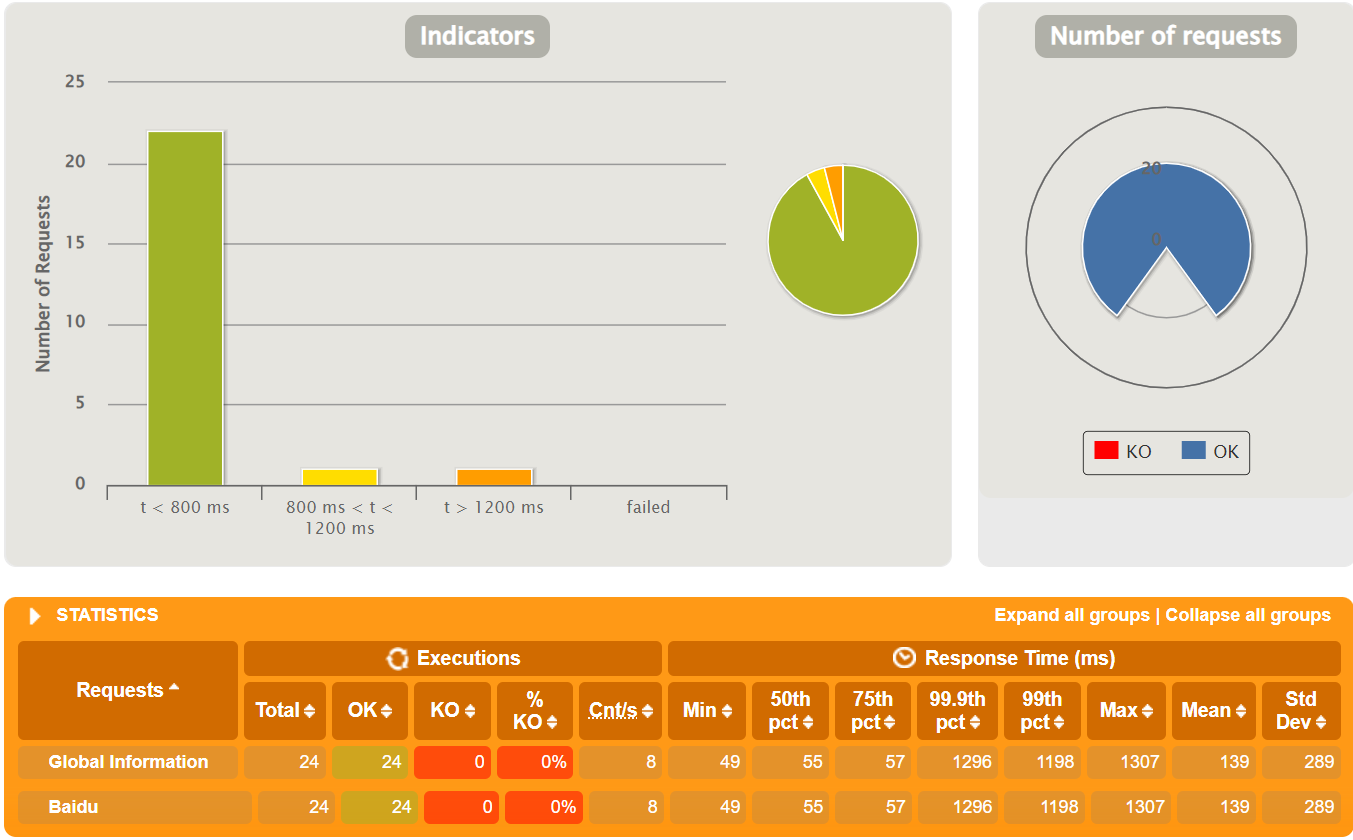 Indicators
Number of Requests
25
20
15
10
5
0
t < 800 ms
800 ms < t <
1200 ms
t > 1200 ms
failed
Number of requests
20
0
KO
OK
STATISTICS
Expand all groups | Collapse all groups
Requests
Executions
Response Time (ms)
Total
OK
KO
%
KO
Cnt/s
Min
50th
pct
75th
pct
99.9th
pct
99th
pct
Max
Mean
Std
Dev
Global Information 24 24 0 0% 8 49 55 57 1296 1198 1307 139 289
Baidu 24 24 0 0% 8 49 55 57 1296 1198 1307 139 289